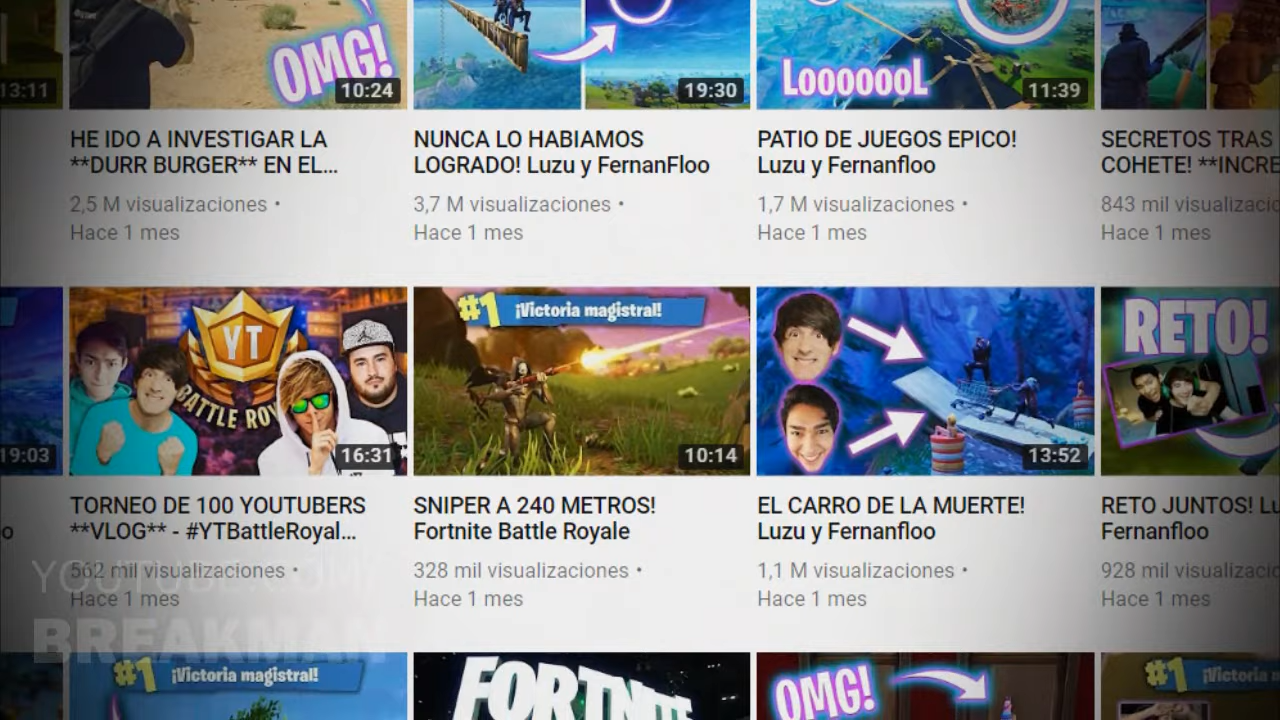 OMG!
LOOOOOOL
13:11
10:24
19:30
11:39
HE IDO A INVESTIGAR LA
**DURR BURGER** EN EL...
2,5 M visualizaciones •
Hace 1 mes
NUNCA LO HABIAMOS
LOGRADO! Luzu y FernanFloo
3,7 M visualizaciones •
Hace 1 mes
PATIO DE JUEGOS EPICO!
Luzu y Fernanfloo
1,7 M visualizaciones •
Hace 1 mes
SECRETOS TRAS
COHETE! **INCRE
843 mil visualizacio
Hace 1 mes
YT
BATTLE ROY
#1 ¡Victoria magistral!
RETO!
19:03
16:31
10:14
13:52
o
TORNEO DE 100 YOUTUBERS
**VLOG** - #YTBattleRoyal...
562 mil visualizaciones •
Hace 1 mes
SNIPER A 240 METROS!
Fortnite Battle Royale
328 mil visualizaciones •
Hace 1 mes
EL CARRO DE LA MUERTE!
Luzu y Fernanfloo
1,1 M visualizaciones •
Hace 1 mes
RETO JUNTOS! Lu
Fernanfloo
928 mil visualizacio
Hace 1 mes
BREAKMAN
#1 ¡Victoria magistral!
FORTNITE
OMG!
#1 ¡Victoria m